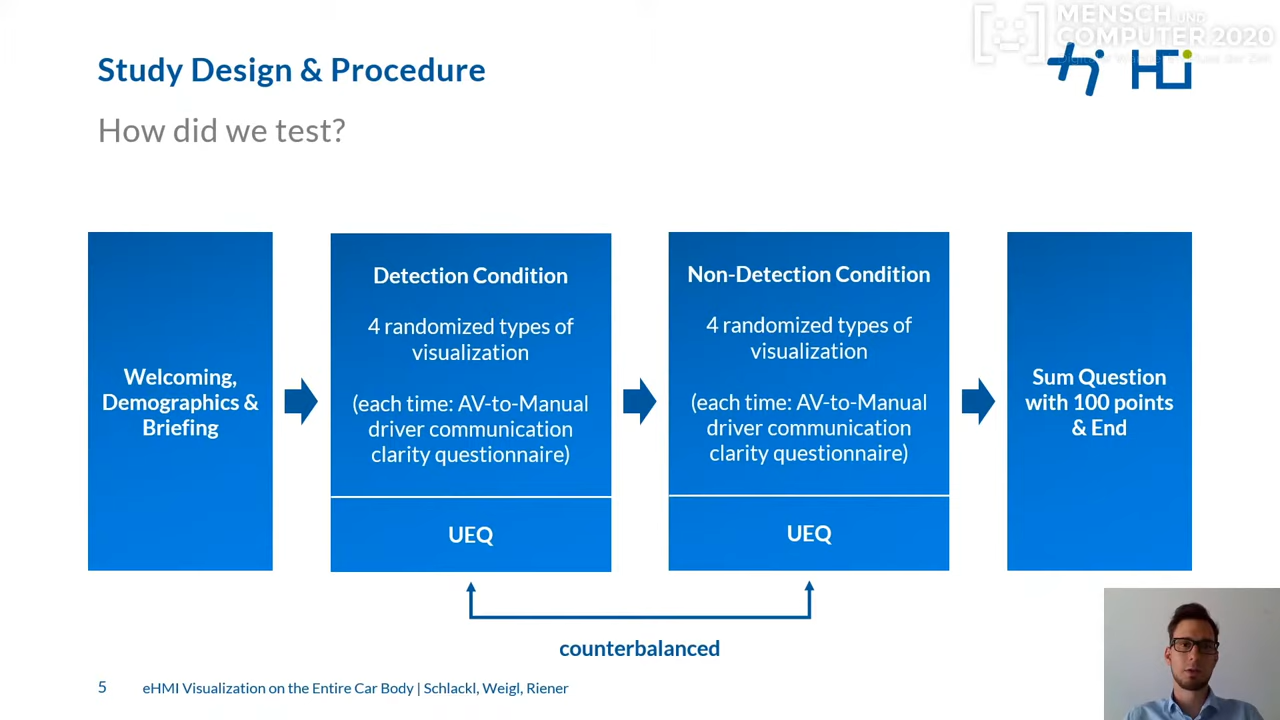 MENSCH UND
COMPUTER 2020
Study Design & Procedure
HCi
How did we test?
Welcoming,
Demographics &
Briefing
Detection Condition
4 randomized types of
visualization
(each time: AV-to-Manual
driver communication
clarity questionnaire)
UEQ
Non-Detection Condition
4 randomized types of
visualization
(each time: AV-to-Manual
driver communication
clarity questionnaire)
UEQ
Sum Question
with 100 points
& End
counterbalanced
5 eHMI Visualization on the Entire Car Body | Schlackl, Weigl, Riener